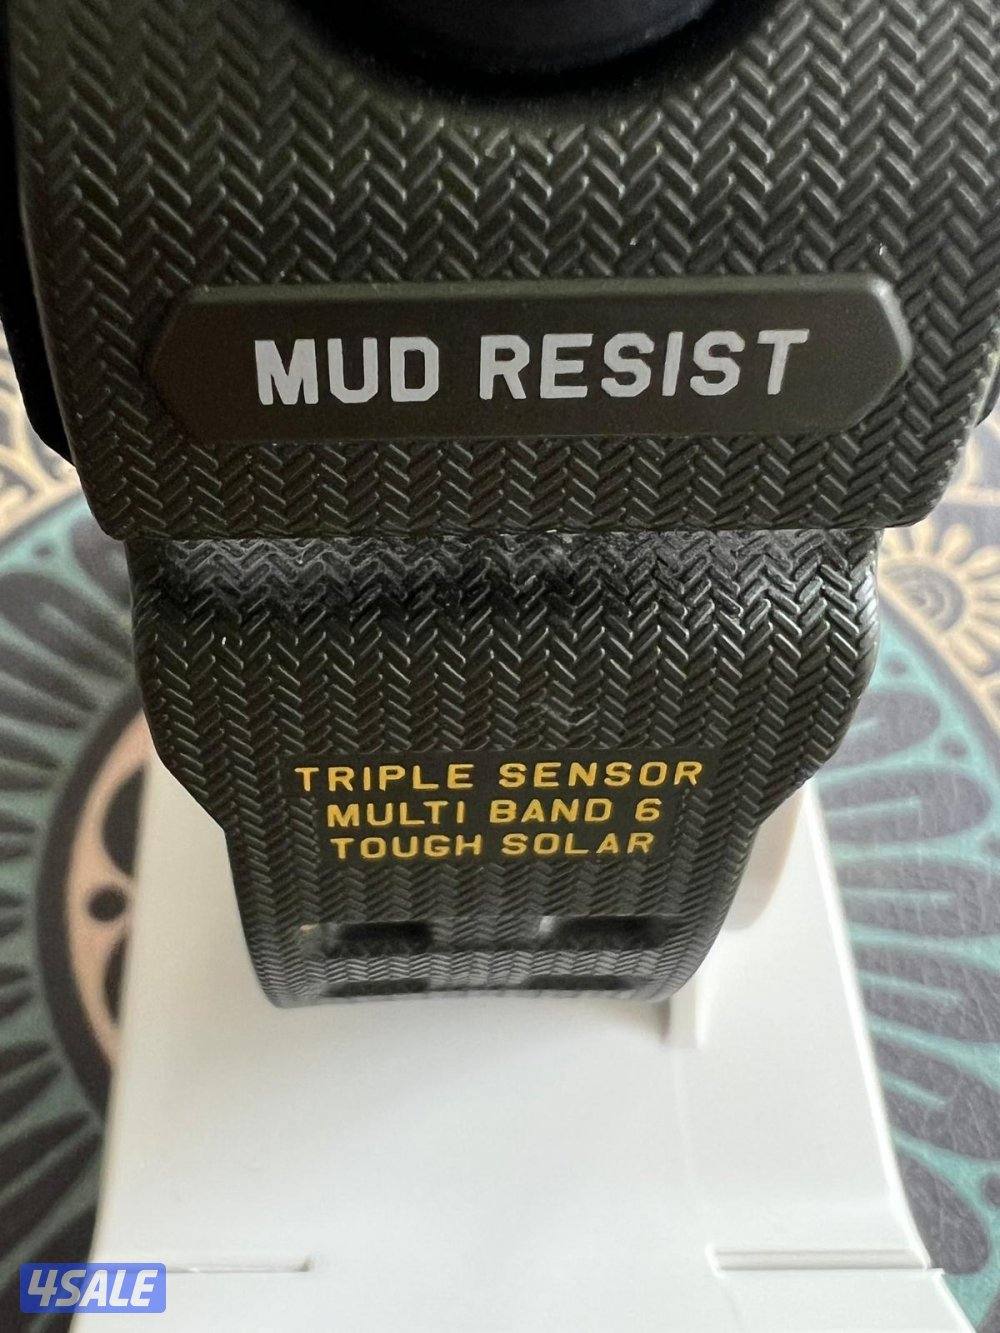 MUD RESIST
TRIPLE SENSOR
MULTI BAND 6
TOUGH SOLAR
4SALE